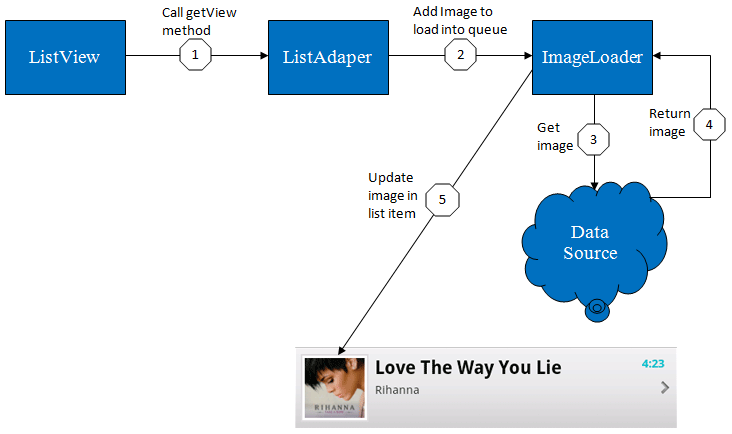 Call getView
method
1
ListView
ListAdaper
Add Image to
load into queue
2
ImageLoader
Get
image
3
Return
image
4
Update
image in
list item
5
Data
Source
RIHANNA
Love The Way You Lie
4:23
Rihanna